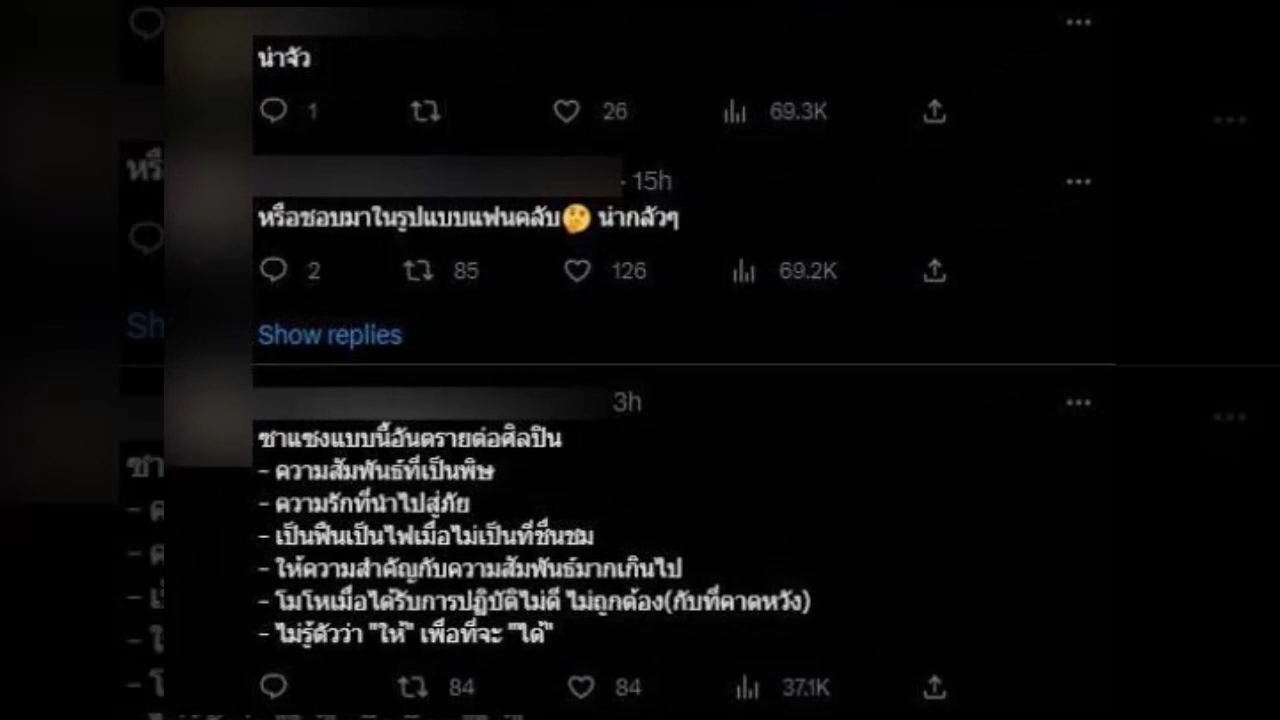 น่าจัว
1 26 69.3K
· 15h
หรือชอบมาในรูปแบบแฟนคลับ🤔 น่ากลัวๆ
2 85 126 69.2K
Show replies
3h
ซาแซงแบบนี้อันตรายต่อศิลปิน
- ความสัมพันธ์ที่เป็นพิษ
- ความรักที่นำไปสู่ภัย
- เป็นฟืนเป็นไฟเมื่อไม่เป็นที่ชื่นชม
- ให้ความสำคัญกับความสัมพันธ์มากเกินไป
- โมโหเมื่อได้รับการปฏิบัติไม่ดี ไม่ถูกต้อง(กับที่คาดหวัง)
- ไม่รู้ตัวว่า "ให้" เพื่อที่จะ "ได้"
84 84 37.1K